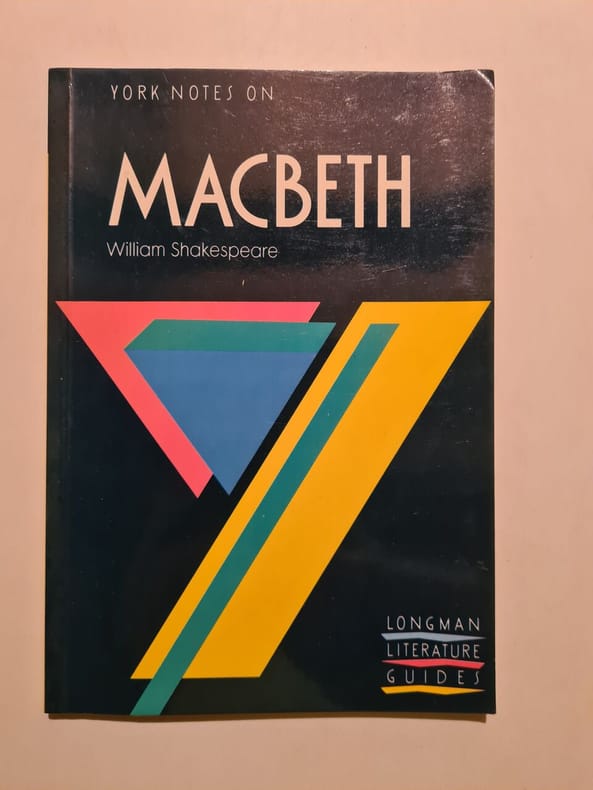 YORK NOTES ON
MACBETH
William Shakespeare
LONGMAN
LITERATURE
GUIDES